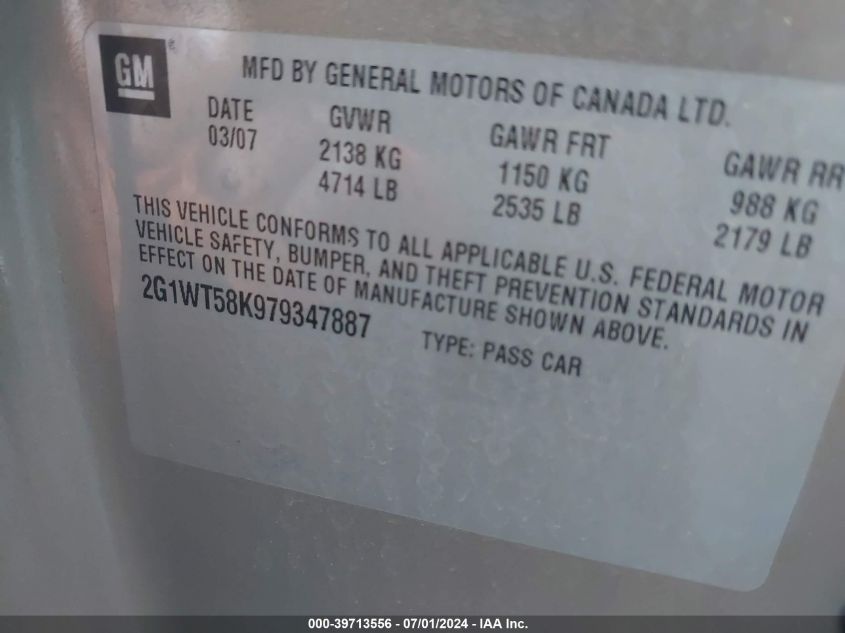 GM®
MFD BY GENERAL MOTORS OF CANADA LTD.
DATE GVWR GAWR FRT GAWR RR
03/07 2138 KG 1150 KG 988 KG
4714 LB 2535 LB 2179 LB
THIS VEHICLE CONFORMS TO ALL APPLICABLE U.S. FEDERAL MOTOR
VEHICLE SAFETY, BUMPER, AND THEFT PREVENTION STANDARDS IN
EFFECT ON THE DATE OF MANUFACTURE SHOWN ABOVE.
2G1WT58K979347887 TYPE: PASS CAR
000-39713556 - 07/01/2024 - IAA Inc.